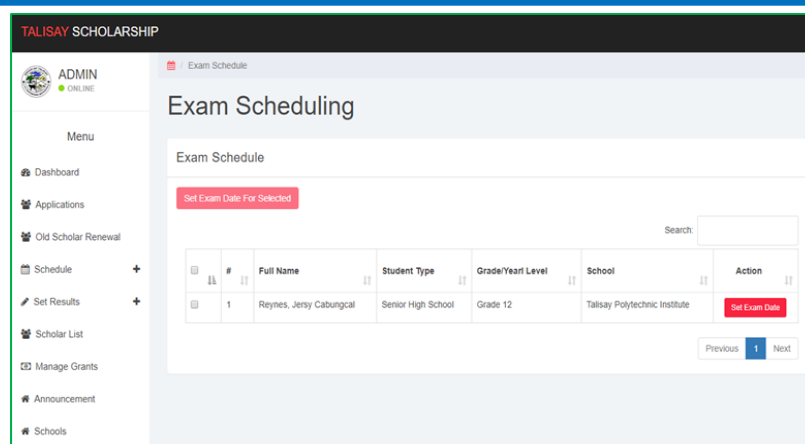 TALISAY SCHOLARSHIP
ADMIN
ONLINE
Menu
Dashboard
Applications
Old Scholar Renewal
Schedule +
Set Results +
Scholar List
Manage Grants
Announcement
Schools
/ Exam Schedule
Exam Scheduling
Exam Schedule
Set Exam Date For Selected
Search:
# Full Name Student Type Grade/Yearl Level School Action
1 Reynes, Jersy Cabungcal Senior High School Grade 12 Talisay Polytechnic Institute Set Exam Date
Previous 1 Next